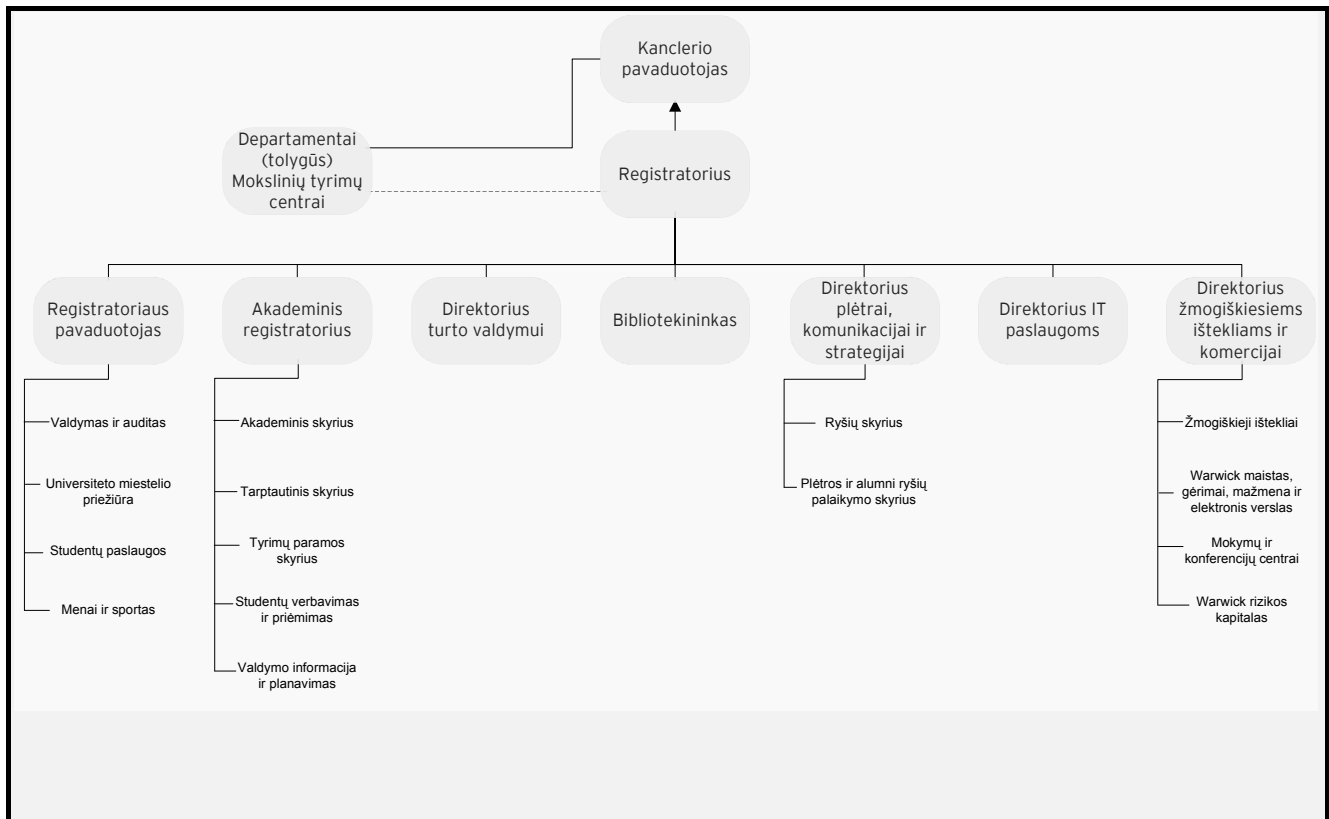 Kanclerio
pavaduotojas
Departamentai
(tolygūs)
Mokslinių tyrimų
centrai
Registratorius
Registratoriaus
pavaduotojas
Akademinis
registratorius
Direktorius
turto valdymui
Bibliotekininkas
Direktorius
plėtrai,
komunikacijai ir
strategijai
Direktorius IT
paslaugoms
Direktorius
žmogiškiesiems
ištekliams ir
komercijai
Valdymas ir auditas
Universiteto miestelio
priežiūra
Studentų paslaugos
Menai ir sportas
Akademinis skyrius
Tarptautinis skyrius
Tyrimų paramos
skyrius
Studentų verbavimas
ir priėmimas
Valdymo informacija
ir planavimas
Ryšių skyrius
Plėtros ir alumni ryšių
palaikymo skyrius
Žmogiškieji ištekliai
Warwick maistas,
gėrimai, mažmena ir
elektronis verslas
Mokymų ir
konferencijų centrai
Warwick rizikos
kapitalas